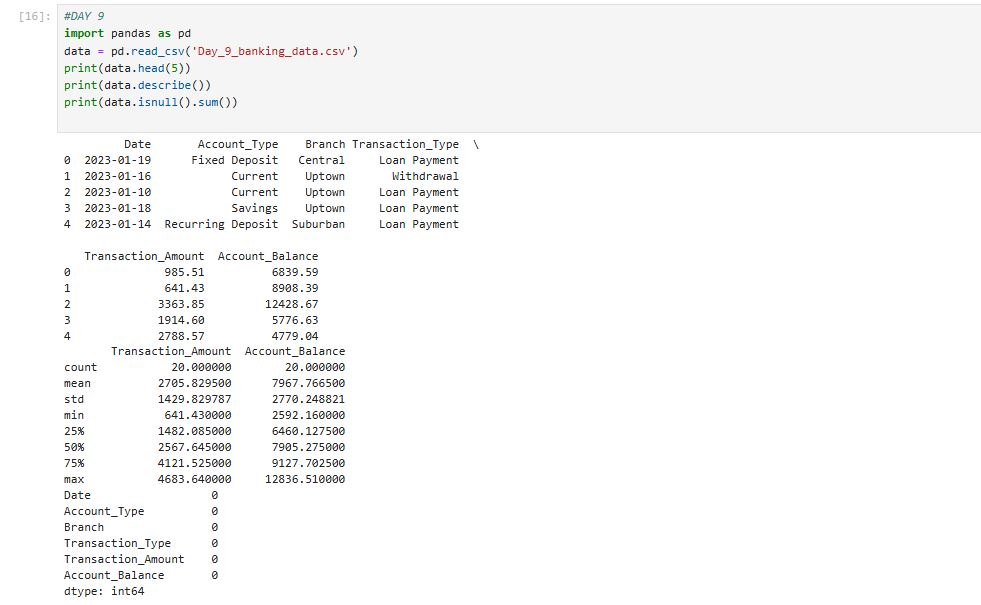 [16]: #DAY 9
import pandas as pd
data = pd.read_csv('Day_9_banking_data.csv')
print(data.head(5))
print(data.describe())
print(data.isnull().sum())
         Date       Account_Type    Branch Transaction_Type  \
0  2023-01-19      Fixed Deposit   Central     Loan Payment
1  2023-01-16            Current    Uptown       Withdrawal
2  2023-01-10            Current    Uptown     Loan Payment
3  2023-01-18            Savings    Uptown     Loan Payment
4  2023-01-14  Recurring Deposit  Suburban     Loan Payment
   Transaction_Amount  Account_Balance
0              985.51          6839.59
1              641.43          8908.39
2             3363.85         12428.67
3             1914.60          5776.63
4             2788.57          4779.04
       Transaction_Amount  Account_Balance
count           20.000000        20.000000
mean          2705.829500      7967.766500
std           1429.829787      2770.248821
min            641.430000      2592.160000
25%           1482.085000      6460.127500
50%           2567.645000      7905.275000
75%           4121.525000      9127.702500
max           4683.640000     12836.510000
Date                  0
Account_Type          0
Branch                0
Transaction_Type      0
Transaction_Amount    0
Account_Balance       0
dtype: int64